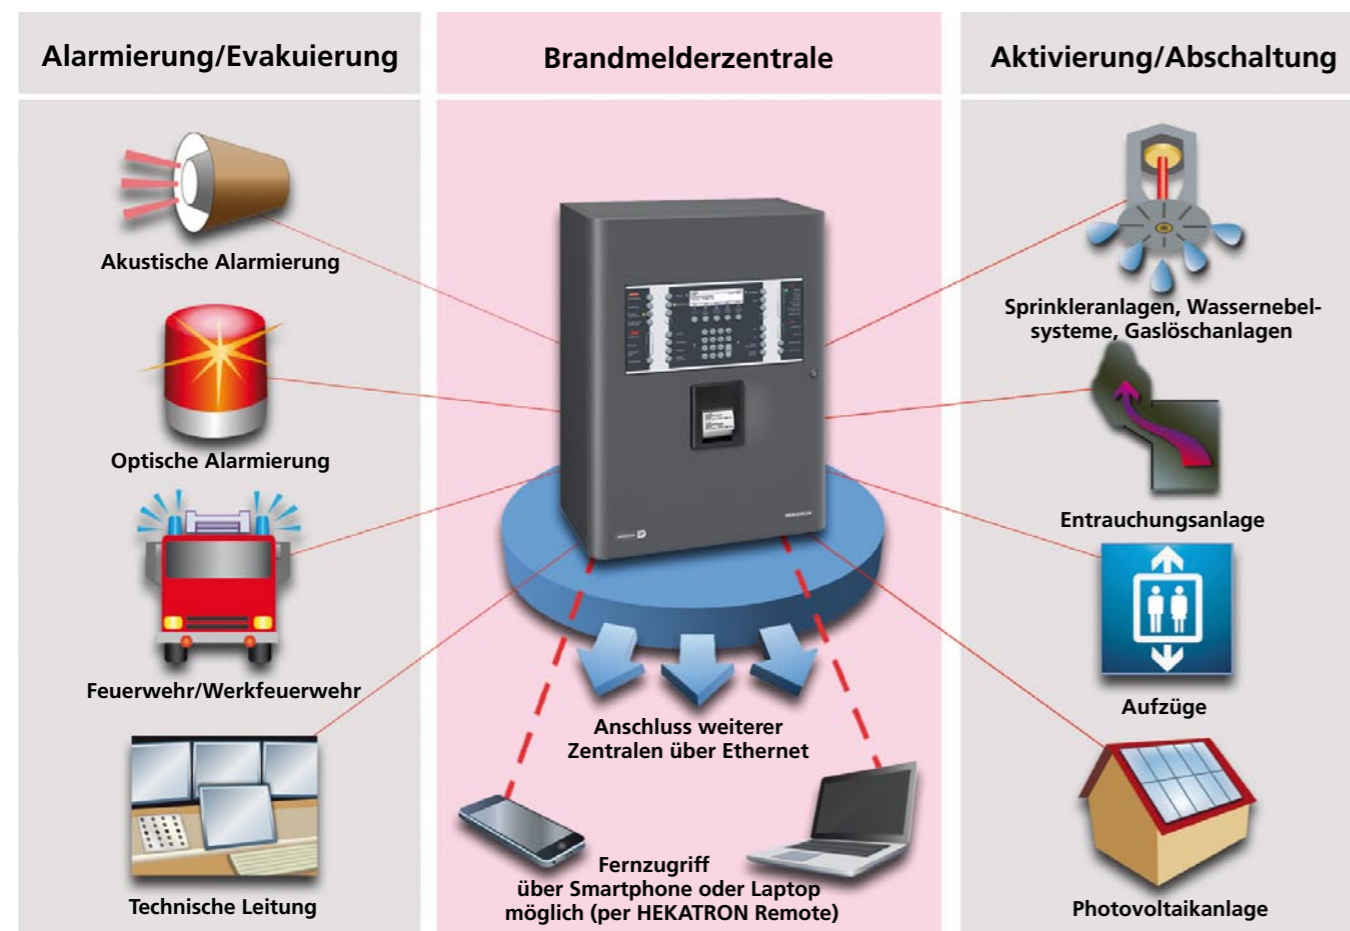 Alarmierung/Evakuierung
Akustische Alarmierung
Optische Alarmierung
Feuerwehr/Werkfeuerwehr
Technische Leitung
Brandmelderzentrale
Anschluss weiterer
Zentralen über Ethernet
Fernzugriff
über Smartphone oder Laptop
möglich (per HEKATRON Remote)
Aktivierung/Abschaltung
Sprinkleranlagen, Wassernebel-
systeme, Gaslöschanlagen
Entrauchungsanlage
Aufzüge
Photovoltaikanlage